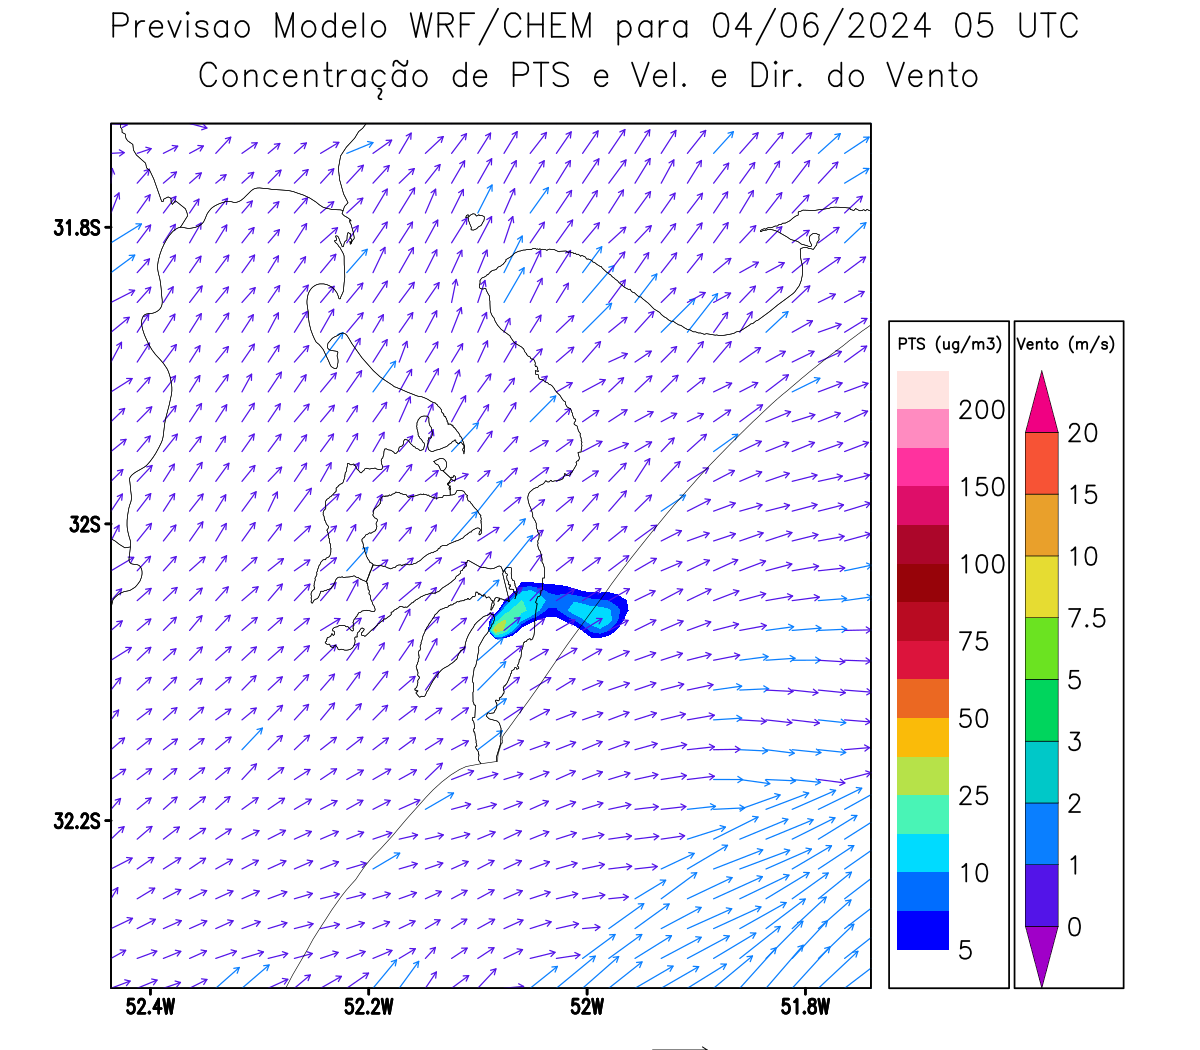 Previsao Modelo WRF/CHEM para 04/06/2024 05 UTC
Concentração de PTS e Vel. e Dir. do Vento
31.8S
32S
32.2S
52.4W
52.2W
52W
51.8W
PTS (ug/m3)
200
150
100
75
50
25
10
5
Vento (m/s)
20
15
10
7.5
5
3
2
1
0